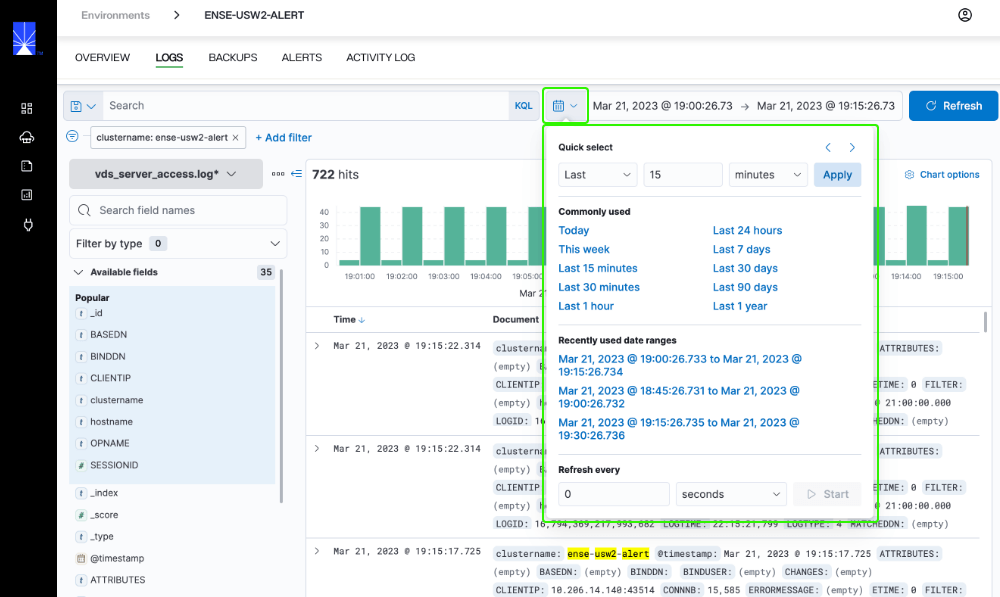 Environments > ENSE-USW2-ALERT
OVERVIEW LOGS BACKUPS ALERTS ACTIVITY LOG
Search KQL Mar 21, 2023 @ 19:00:26.73 → Mar 21, 2023 @ 19:15:26.73 Refresh
clustername: ense-usw2-alert × + Add filter
vds_server_access.log*
Search field names
Filter by type 0
Available fields 35
Popular
t _id
t BASEDN
t BINDDN
t CLIENTIP
t clustername
t hostname
t OPNAME
# SESSIONID
t _index
# _score
t _type
@timestamp
t ATTRIBUTES
722 hits
Chart options
40
30
20
10
0
19:01:00 19:02:00 19:03:00 19:04:00 19:05:00 19:14:00 19:15:00
Quick select
Last 15 minutes Apply
Commonly used
Today Last 24 hours
This week Last 7 days
Last 15 minutes Last 30 days
Last 30 minutes Last 90 days
Last 1 hour Last 1 year
Recently used date ranges
Mar 21, 2023 @ 19:00:26.733 to Mar 21, 2023 @
19:15:26.734
Mar 21, 2023 @ 18:45:26.731 to Mar 21, 2023 @
19:00:26.732
Mar 21, 2023 @ 19:15:26.735 to Mar 21, 2023 @
19:30:26.736
Refresh every
0 seconds Start
Time ↓ Document
Mar 21, 2023 @ 19:15:22.314 ATTRIBUTES:
(empty)
CLIENTIP ETIME: 0 FILTER:
(empty) @ 21:00:00.000
LOGID: (empty)
Mar 21, 2023 @ 19:15:22.314 ATTRIBUTES:
(empty)
CLIENTIP ETIME: 0 FILTER:
(empty) @ 21:00:00.000
LOGID: 16,794,369,217,993,682 LOGTIME: 22:15:21,799 LOGTYPE: 4 MATCHEDDN: (empty)
Mar 21, 2023 @ 19:15:17.725 clustername: ense-usw2-alert @timestamp: Mar 21, 2023 @ 19:15:17.725 ATTRIBUTES:
(empty) BASEDN: (empty) BINDDN: BINDUSER: (empty) CHANGES: (empty)
CLIENTIP: 10.206.14.140:43514 CONNNB: 15,585 ERRORMESSAGE: (empty) ETIME: 0 FILTER: